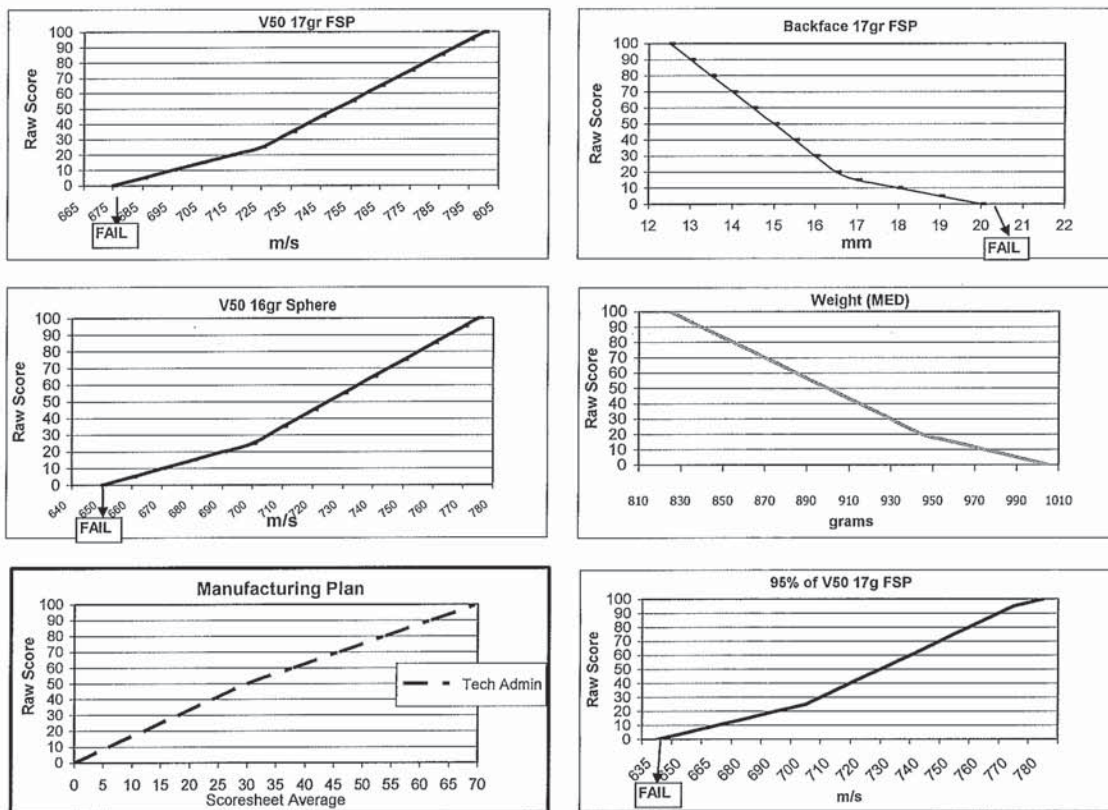 V50 17gr FSP
Raw Score
100
90
80
70
60
50
40
30
20
10
0
665 675 685 695 705 715 725 735 745 755 765 775 785 795 805
FAIL
m/s
Backface 17gr FSP
Raw Score
100
90
80
70
60
50
40
30
20
10
0
12 13 14 15 16 17 18 19 20 21 22
mm
FAIL
V50 16gr Sphere
Raw Score
100
90
80
70
60
50
40
30
20
10
0
640 650 660 670 680 690 700 710 720 730 740 750 760 770 780
m/s
FAIL
Weight (MED)
Raw Score
100
90
80
70
60
50
40
30
20
10
0
810 830 850 870 890 910 930 950 970 990 1010
grams
Manufacturing Plan
Raw Score
100
90
80
70
60
50
40
30
20
10
0
Tech Admin
0 5 10 15 20 25 30 35 40 45 50 55 60 65 70
Scoresheet Average
95% of V50 17g FSP
Raw Score
100
90
80
70
60
50
40
30
20
10
0
635 650 665 680 690 700 705 715 730 740 745 760 770 780
m/s
FAIL